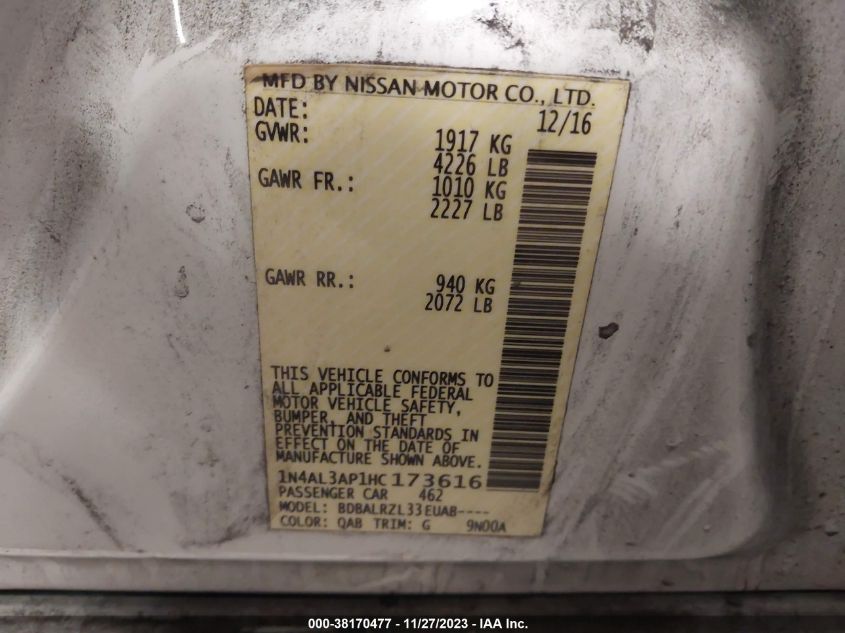 MFD BY NISSAN MOTOR CO., LTD.
DATE: 12/16
GVWR: 1917 KG
4226 LB
GAWR FR.: 1010 KG
2227 LB
GAWR RR.: 940 KG
2072 LB
THIS VEHICLE CONFORMS TO
ALL APPLICABLE FEDERAL
MOTOR VEHICLE SAFETY,
BUMPER, AND THEFT
PREVENTION STANDARDS IN
EFFECT ON THE DATE OF
MANUFACTURE SHOWN ABOVE.
1N4AL3AP1HC173616
PASSENGER CAR 462
MODEL: BDBALRZL33EUAB----
COLOR: QAB TRIM: G 9N00A
000-38170477 - 11/27/2023 - IAA Inc.